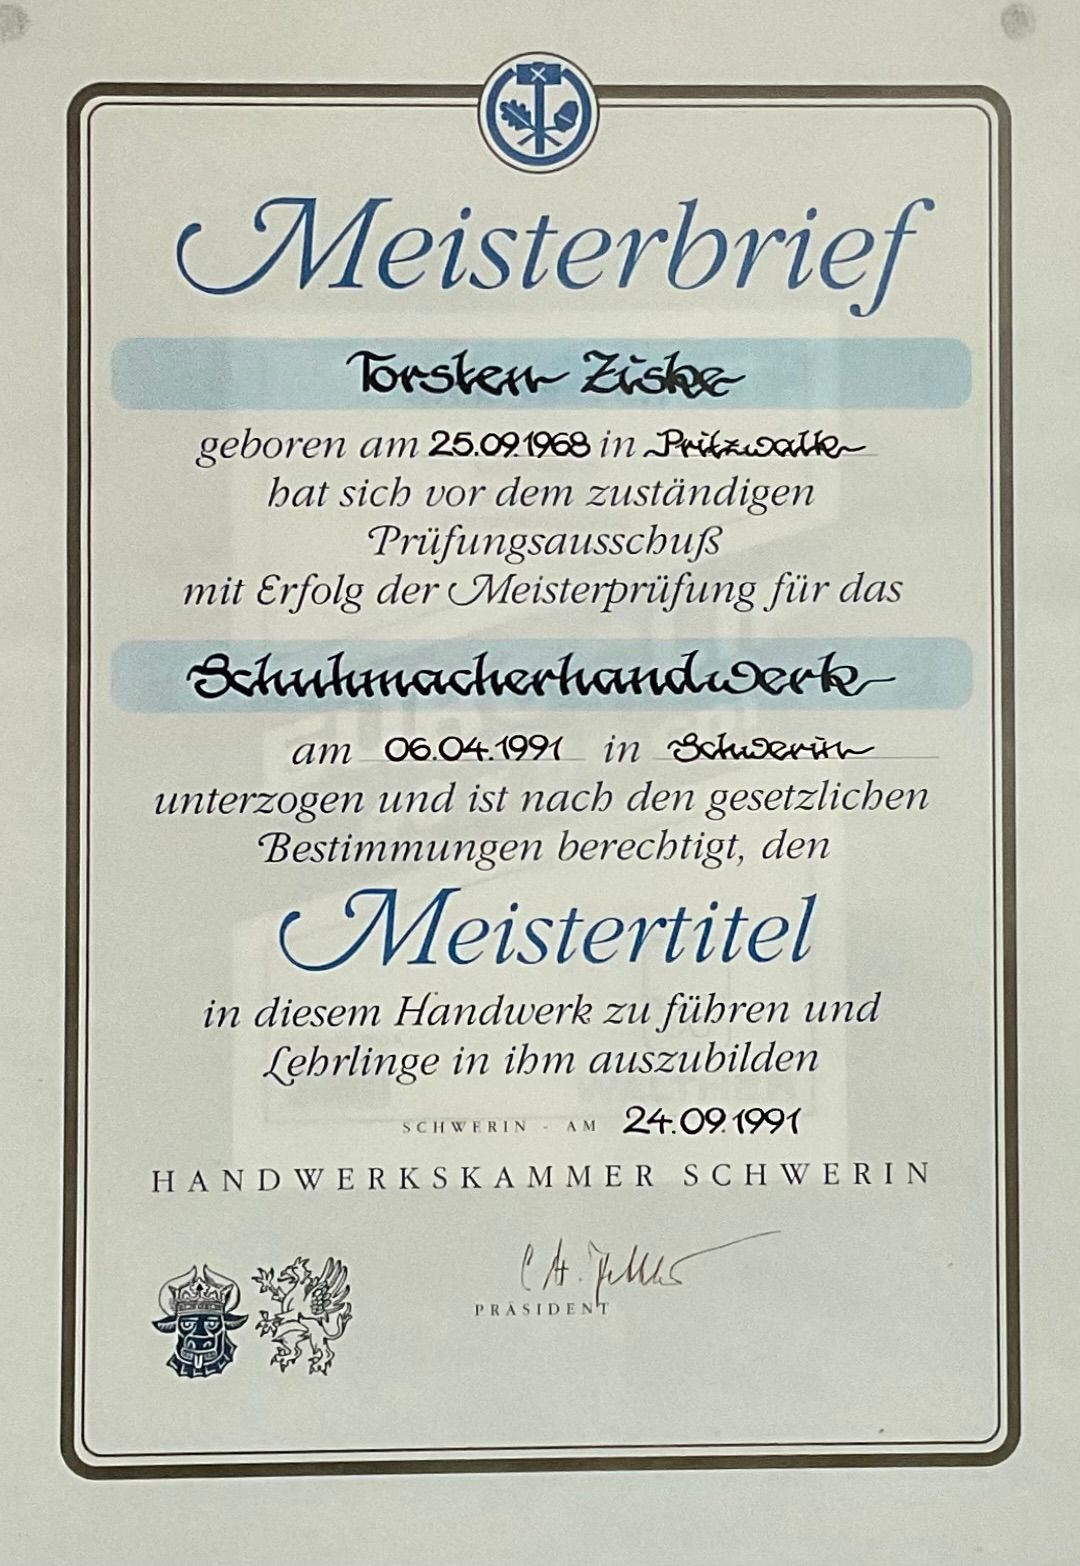 Meisterbrief
Torsten Ziske
geboren am 25.09.1968 in Pritzwalk
hat sich vor dem zuständigen
Prüfungsausschuß
mit Erfolg der Meisterprüfung für das
Schuhmacherhandwerk
am 06.04.1991 in Schwerin
unterzogen und ist nach den gesetzlichen
Bestimmungen berechtigt, den
Meistertitel
in diesem Handwerk zu führen und
Lehrlinge in ihm auszubilden
SCHWERIN - AM 24.09.1991
HANDWERKSKAMMER SCHWERIN
PRÄSIDENT